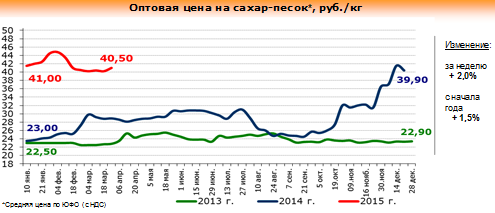 Оптовая цена на сахар-песок*, руб./кг
50
48
46
44
42
40
38
36
34
32
30
28
26
24
22
20
18
41,00
40,50
39,90
23,00
22,50
22,90
Изменение:
за неделю
+ 2,0%
с начала
года
+ 1,5%
10 янв.
21 янв.
04 фев.
18 фев.
04 мар.
18 мар.
06 апр.
20 апр.
5 мая
18 мая
1 июн.
15 июн.
29 июн.
13 июл.
27 июл.
10 авг.
24 авг.
7 сен.
21 сен.
05 окт.
19 окт.
09.ноя
16 нояб.
30 ноя.
14 дек.
28 дек.
2013 г.
2014 г.
2015 г.
*Средняя цена по ЮФО (с НДС)